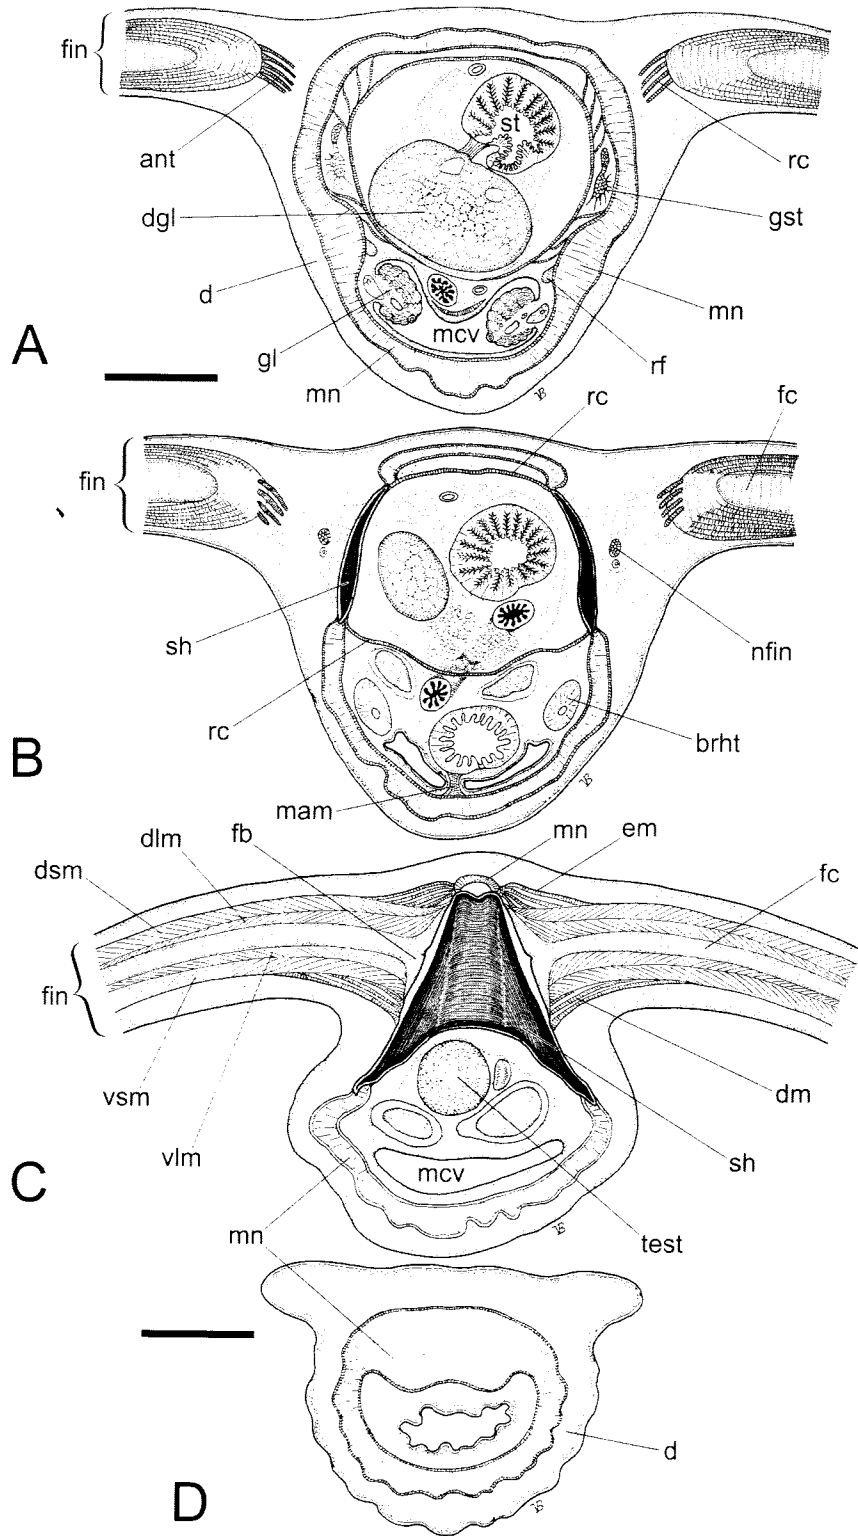 fin
ant
st
rc
dgl
gst
d
mn
A
gl
mcv
rf
mn
rc
fc
fin
sh
nfin
rc
brht
B
mam
dlm
fb
mn
em
dsm
fc
fin
vsm
dm
vlm
sh
C
mcv
mn
test
d
D